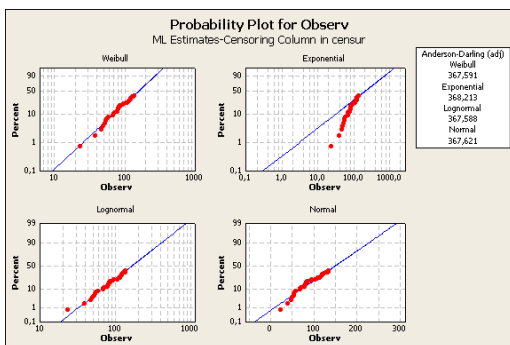 Probability Plot for Observ
ML Estimates-Censoring Column in censur
Weibull
Percent
90
50
10
1
0,1
10
100
1000
Observ
Exponential
Percent
90
50
10
1
0,1
0,1
1,0
10,0
100,0
1000,0
Observ
Anderson-Darling (adj)
Weibull
367,591
Exponential
368,213
Lognormal
367,588
Normal
367,621
Lognormal
Percent
99
90
50
10
1
0,1
10
100
1000
Observ
Normal
Percent
99
90
50
10
1
0,1
0
100
200
300
Observ